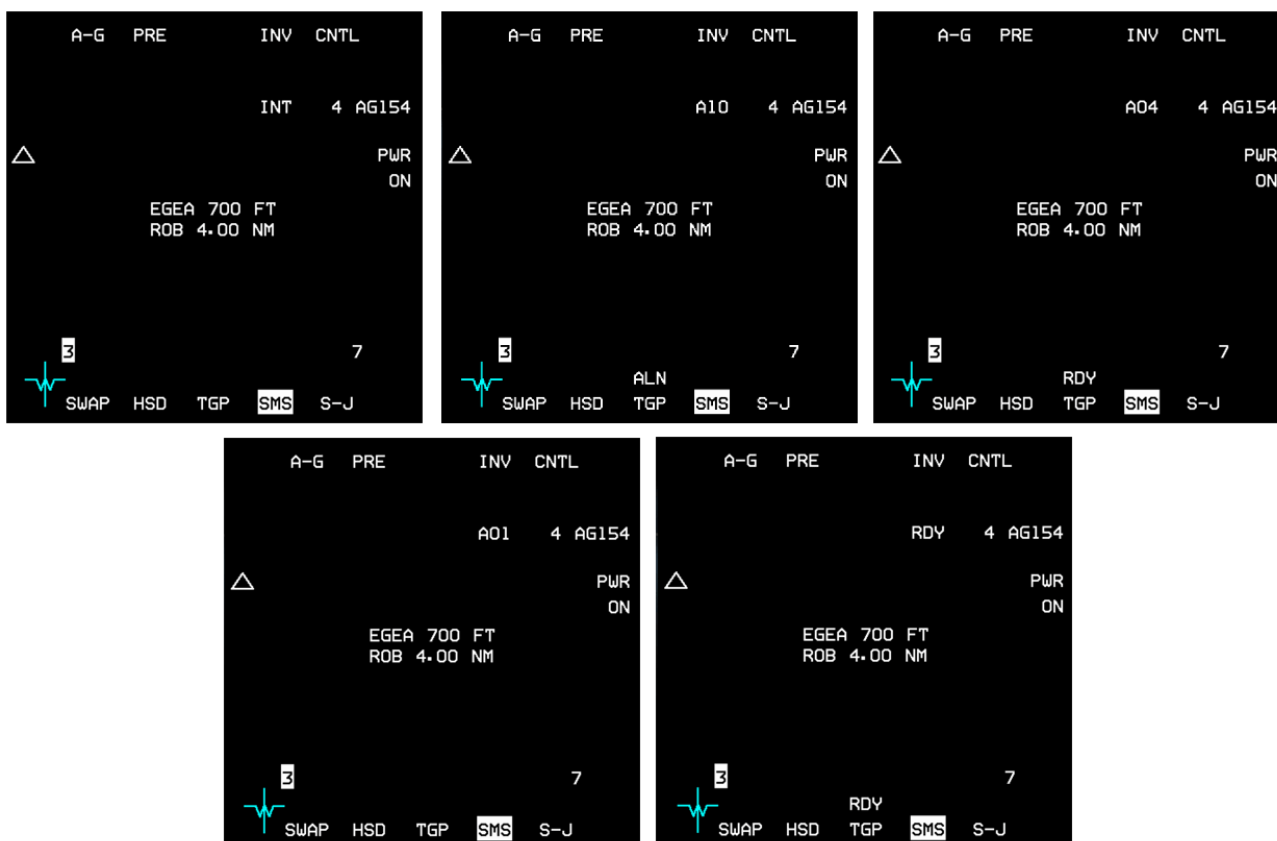 A-G PRE INV CNTL
INT 4 AG154
PWR
ON
EGEA 700 FT
ROB 4.00 NM
3 7
SWAP HSD TGP SMS S-J
A-G PRE INV CNTL
A10 4 AG154
PWR
ON
EGEA 700 FT
ROB 4.00 NM
3 7
ALN
SWAP HSD TGP SMS S-J
A-G PRE INV CNTL
A04 4 AG154
PWR
ON
EGEA 700 FT
ROB 4.00 NM
3 7
RDY
SWAP HSD TGP SMS S-J
A-G PRE INV CNTL
A01 4 AG154
PWR
ON
EGEA 700 FT
ROB 4.00 NM
3 7
SWAP HSD TGP SMS S-J
A-G PRE INV CNTL
RDY 4 AG154
PWR
ON
EGEA 700 FT
ROB 4.00 NM
3 7
RDY
SWAP HSD TGP SMS S-J